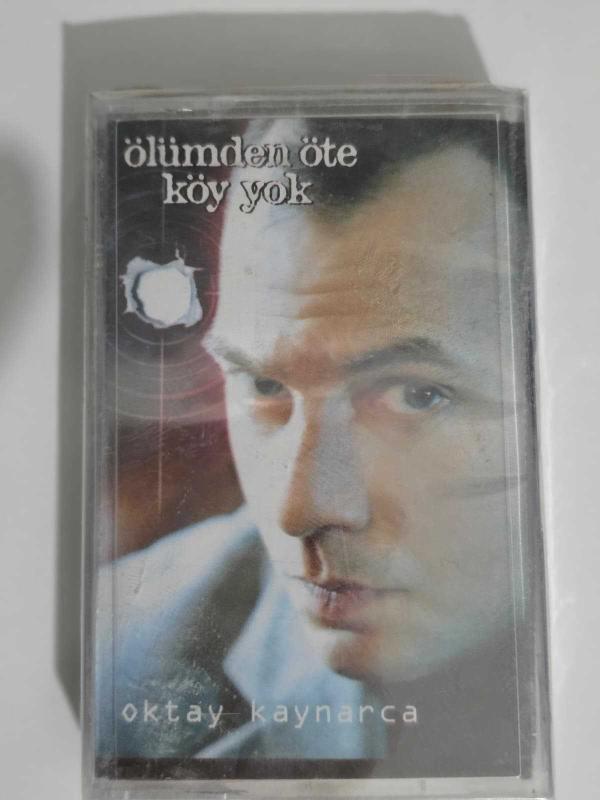 ölümden öte
köy yok
oktay kaynarca